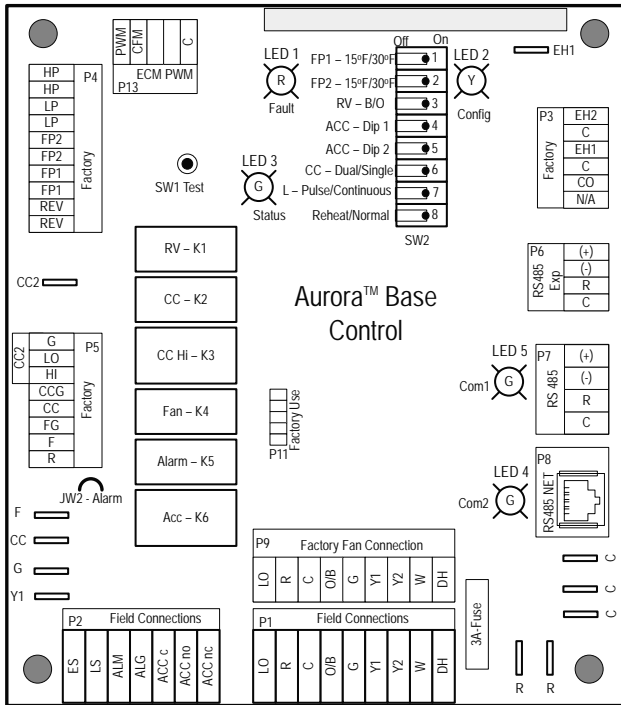 PWM
CFM
C
ECM PWM
P13
LED 1
R
Fault
Off
On
FP1 – 15ºF/30ºF
1
FP2 – 15ºF/30ºF
2
RV – B/O
3
ACC – Dip 1
4
ACC – Dip 2
5
CC – Dual/Single
6
L – Pulse/Continuous
7
Reheat/Normal
8
SW2
LED 2
Y
Config
EH1
P4
HP
HP
LP
LP
FP2
FP2
FP1
FP1
REV
REV
Factory
SW1 Test
LED 3
G
Status
P3
Factory
EH2
C
EH1
C
CO
N/A
P6
RS485
Exp
(+)
(-)
R
C
CC2
RV – K1
CC – K2
CC Hi – K3
Fan – K4
Alarm – K5
Acc – K6
Aurora™ Base
Control
CC2
P5
G
LO
HI
CCG
CC
FG
F
R
Factory
JW2 - Alarm
P11
Factory Use
LED 5
Com1
G
P7
RS 485
(+)
(-)
R
C
LED 4
Com2
G
P8
RS485 NET
F
CC
G
Y1
P9
Factory Fan Connection
LO
R
C
O/B
G
Y1
Y2
W
DH
P2
Field Connections
ES
LS
ALM
ALG
ACC c
ACC no
ACC nc
P1
Field Connections
LO
R
C
O/B
G
Y1
Y2
W
DH
3A-Fuse
C
C
C
R
R